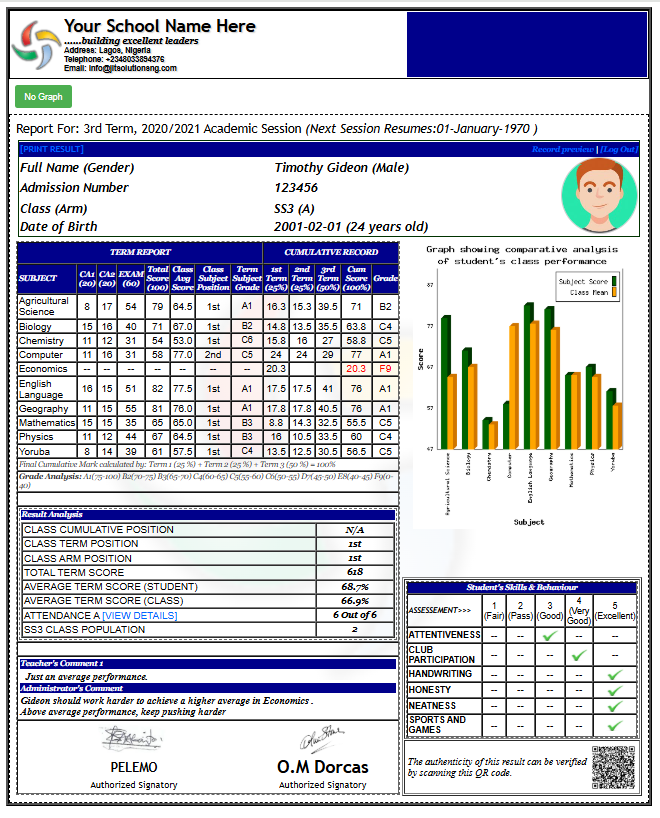 Your School Name Here
......building excellent leaders
Address: Lagos, Nigeria
Telephone: +2348033894376
Email: info@jitsolutionsng.com
No Graph
Report For: 3rd Term, 2020/2021 Academic Session (Next Session Resumes:01-January-1970 )
[PRINT RESULT] Record preview | [Log Out]
Full Name (Gender) Timothy Gideon (Male)
Admission Number 123456
Class (Arm) SS3 (A)
Date of Birth 2001-02-01 (24 years old)
TERM REPORT CUMULATIVE RECORD
SUBJECT CA1 (20) CA2 (20) EXAM (60) Total Score (100) Class Avg Score Class Subject Position Term Subject Grade 1st Term (25%) 2nd Term (25%) 3rd Term (50%) Cum Score (100%) Grade
Agricultural Science 8 17 54 79 64.5 1st A1 16.3 15.3 39.5 71 B2
Biology 15 16 40 71 67.0 1st B2 14.8 13.5 35.5 63.8 C4
Chemistry 11 12 31 54 53.0 1st C6 15.8 16 27 58.8 C5
Computer 11 16 31 58 77.0 2nd C5 24 24 29 77 A1
Economics -- -- -- -- -- -- -- 20.3 20.3 F9
English Language 16 15 51 82 77.5 1st A1 17.5 17.5 41 76 A1
Geography 11 15 55 81 76.0 1st A1 17.8 17.8 40.5 76 A1
Mathematics 15 15 35 65 65.0 1st B3 8.8 14.3 32.5 55.5 C5
Physics 11 12 44 67 64.5 1st B3 16 10.5 33.5 60 C4
Yoruba 8 14 39 61 57.5 1st C4 13.5 12.5 30.5 56.5 C5
Final Cumulative Mark calculated by: Term 1 (25 %) + Term 2 (25 %) + Term 3 (50 %) = 100%
Grade Analysis: A1(75-100) B2(70-75) B3(65-70) C4(60-65) C5(55-60) C6(50-55) D7(45-50) E8(40-45) F9(0-
40)
Result Analysis
CLASS CUMULATIVE POSITION N/A
CLASS TERM POSITION 1st
CLASS ARM POSITION 1st
TOTAL TERM SCORE 618
AVERAGE TERM SCORE (STUDENT) 68.7%
AVERAGE TERM SCORE (CLASS) 66.9%
ATTENDANCE A [VIEW DETAILS] 6 Out of 6
SS3 CLASS POPULATION 2
Teacher's Comment 1
Just an average performance.
Administrator's Comment
Gideon should work harder to achieve a higher average in Economics .
Above average performance, keep pushing harder
PELEMO O.M Dorcas
Authorized Signatory Authorized Signatory
Graph showing comparative analysis
of student's class performance
Subject Score
Class Mean
87
77
67
57
47
Score
Agricultural Science
Biology
Chemistry
Computer
English Language
Geography
Mathematics
Physics
Yoruba
Subject
Student's Skills & Behaviour
ASSESSEMENT>>> 1 (Fair) 2 (Pass) 3 (Good) 4 (Very Good) 5 (Excellent)
ATTENTIVENESS -- -- -- --
CLUB PARTICIPATION -- -- -- --
HANDWRITING -- -- -- --
HONESTY -- -- -- --
NEATNESS -- -- -- --
SPORTS AND GAMES -- -- -- --
The authenticity of this result can be verified
by scanning this QR code.